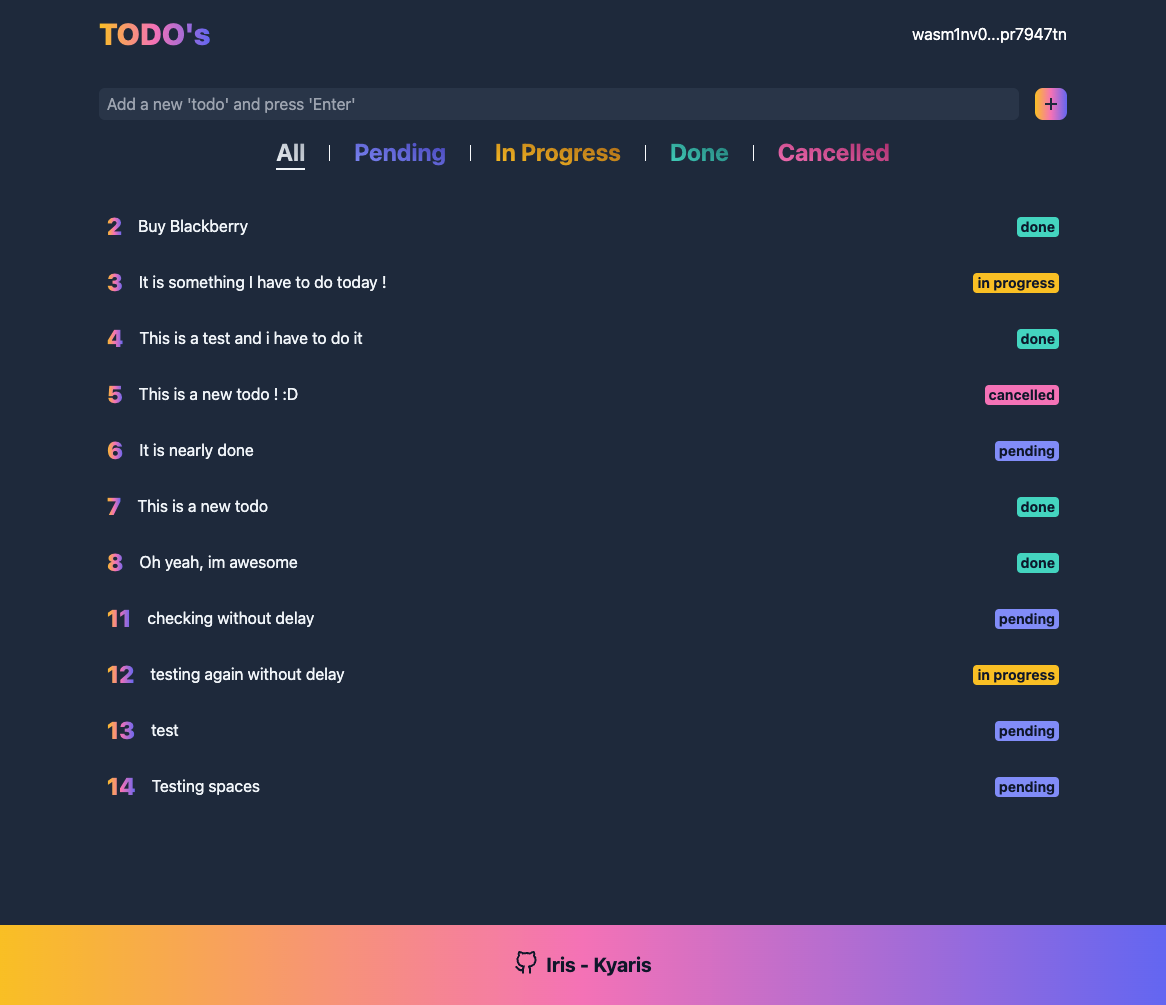 TODO's
wasm1nv0...pr7947tn
Add a new 'todo' and press 'Enter'
+
All | Pending | In Progress | Done | Cancelled
2 Buy Blackberry done
3 It is something I have to do today ! in progress
4 This is a test and i have to do it done
5 This is a new todo ! :D cancelled
6 It is nearly done pending
7 This is a new todo done
8 Oh yeah, im awesome done
11 checking without delay pending
12 testing again without delay in progress
13 test pending
14 Testing spaces pending
Iris - Kyaris